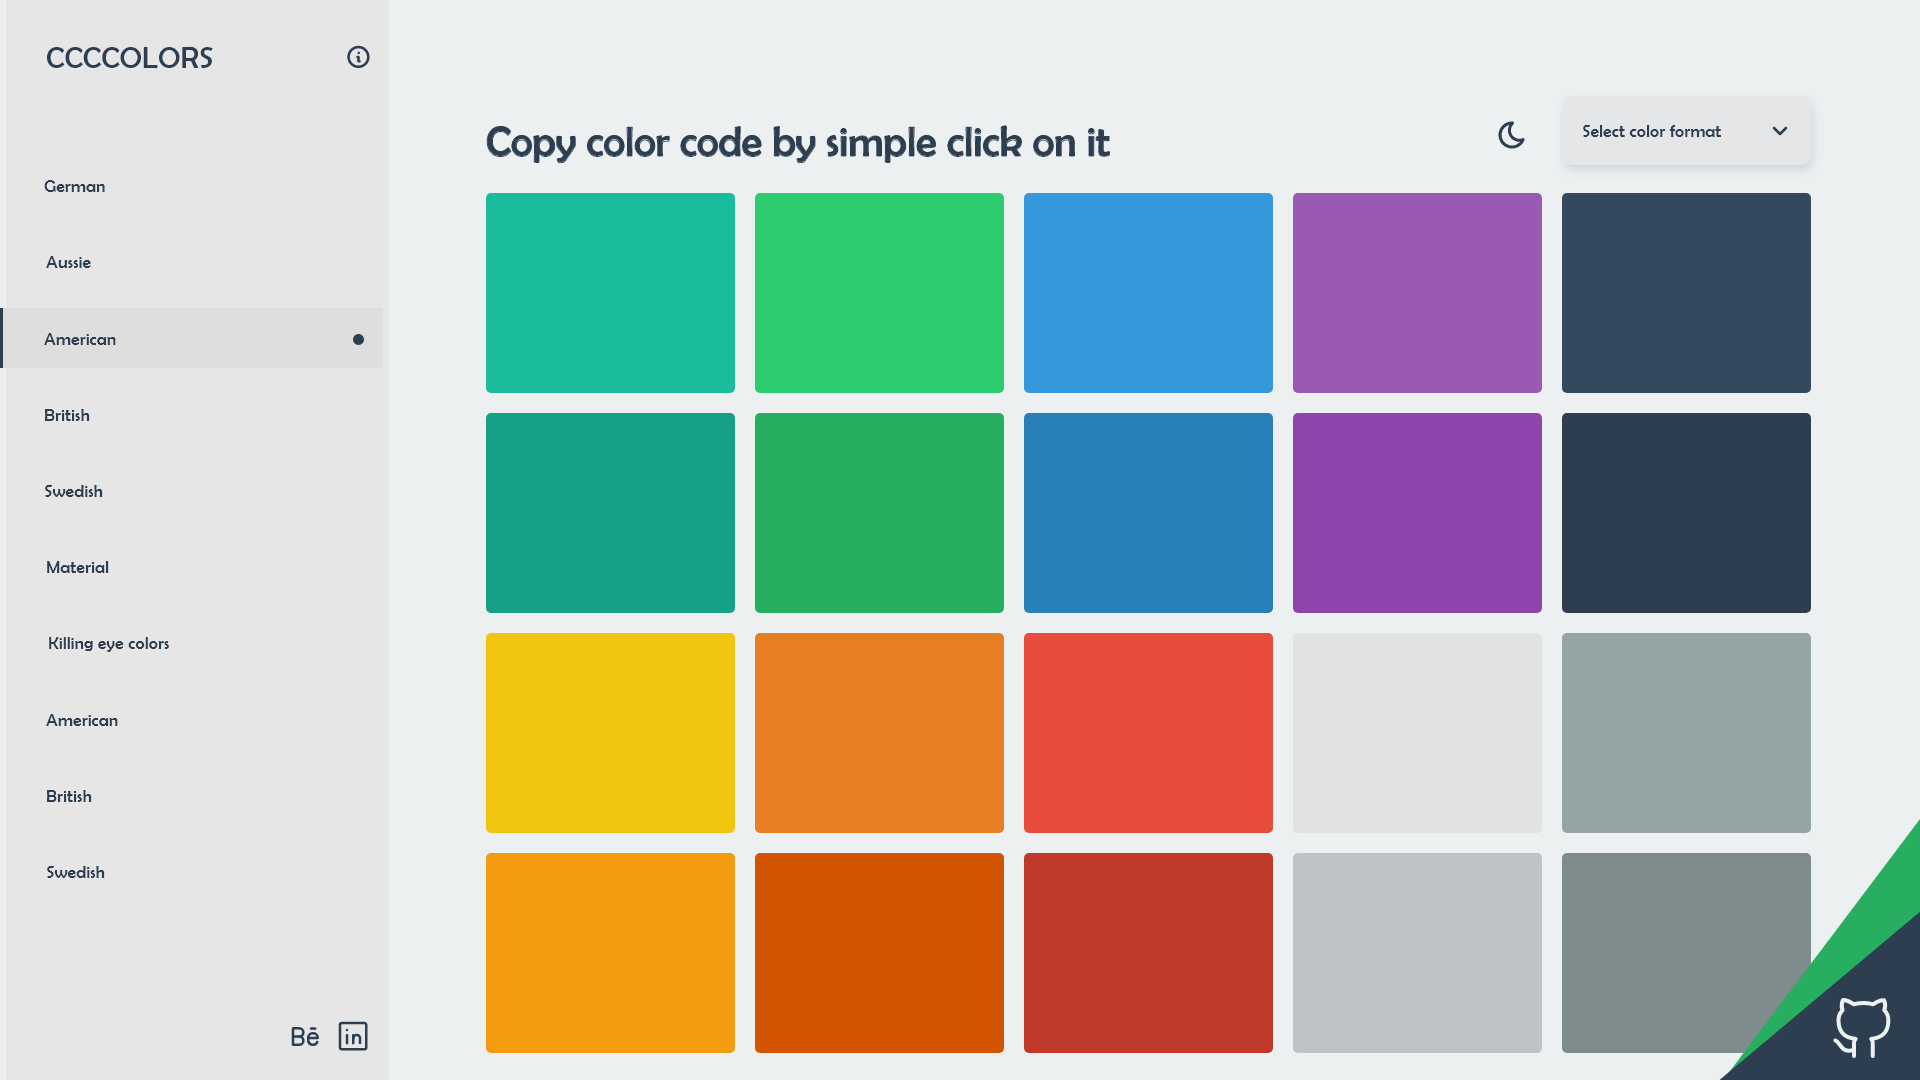 CCCCOLORS
German
Aussie
American
British
Swedish
Material
Killing eye colors
American
British
Swedish
Bē
in
Copy color code by simple click on it
Select color format